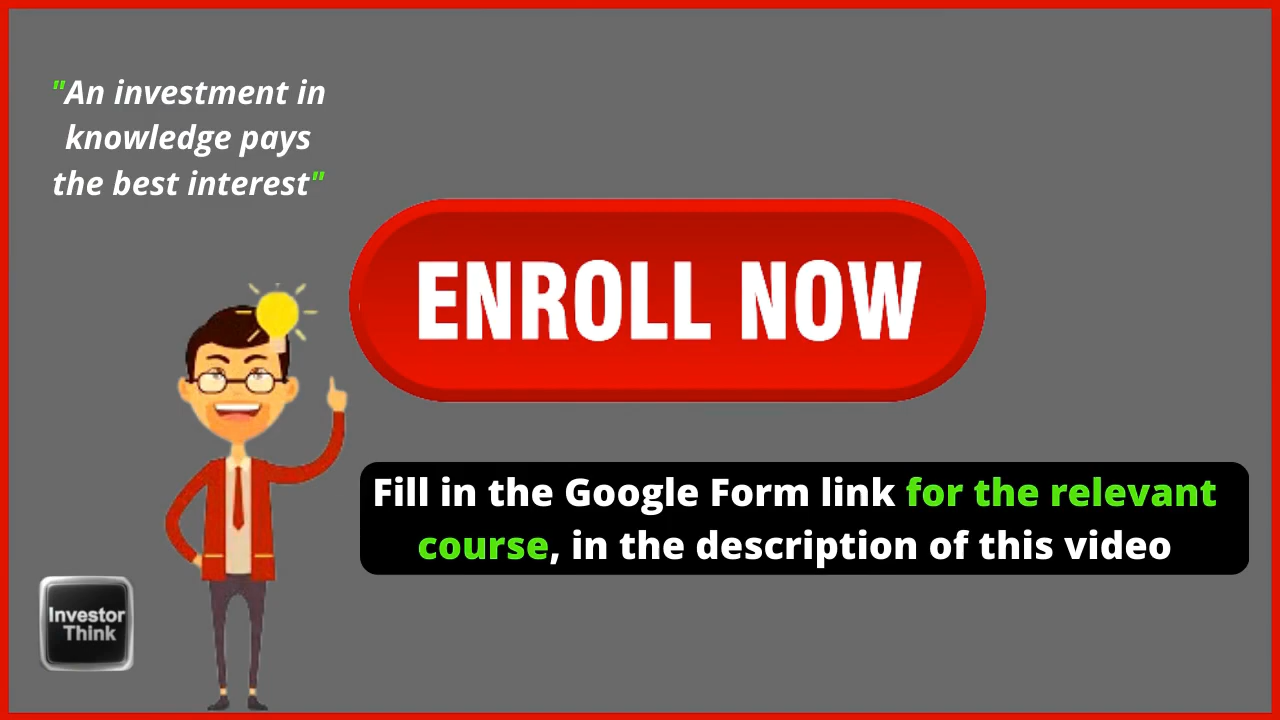 "An investment in
knowledge pays
the best interest"
ENROLL NOW
Fill in the Google Form link for the relevant
course, in the description of this video
Investor
Think